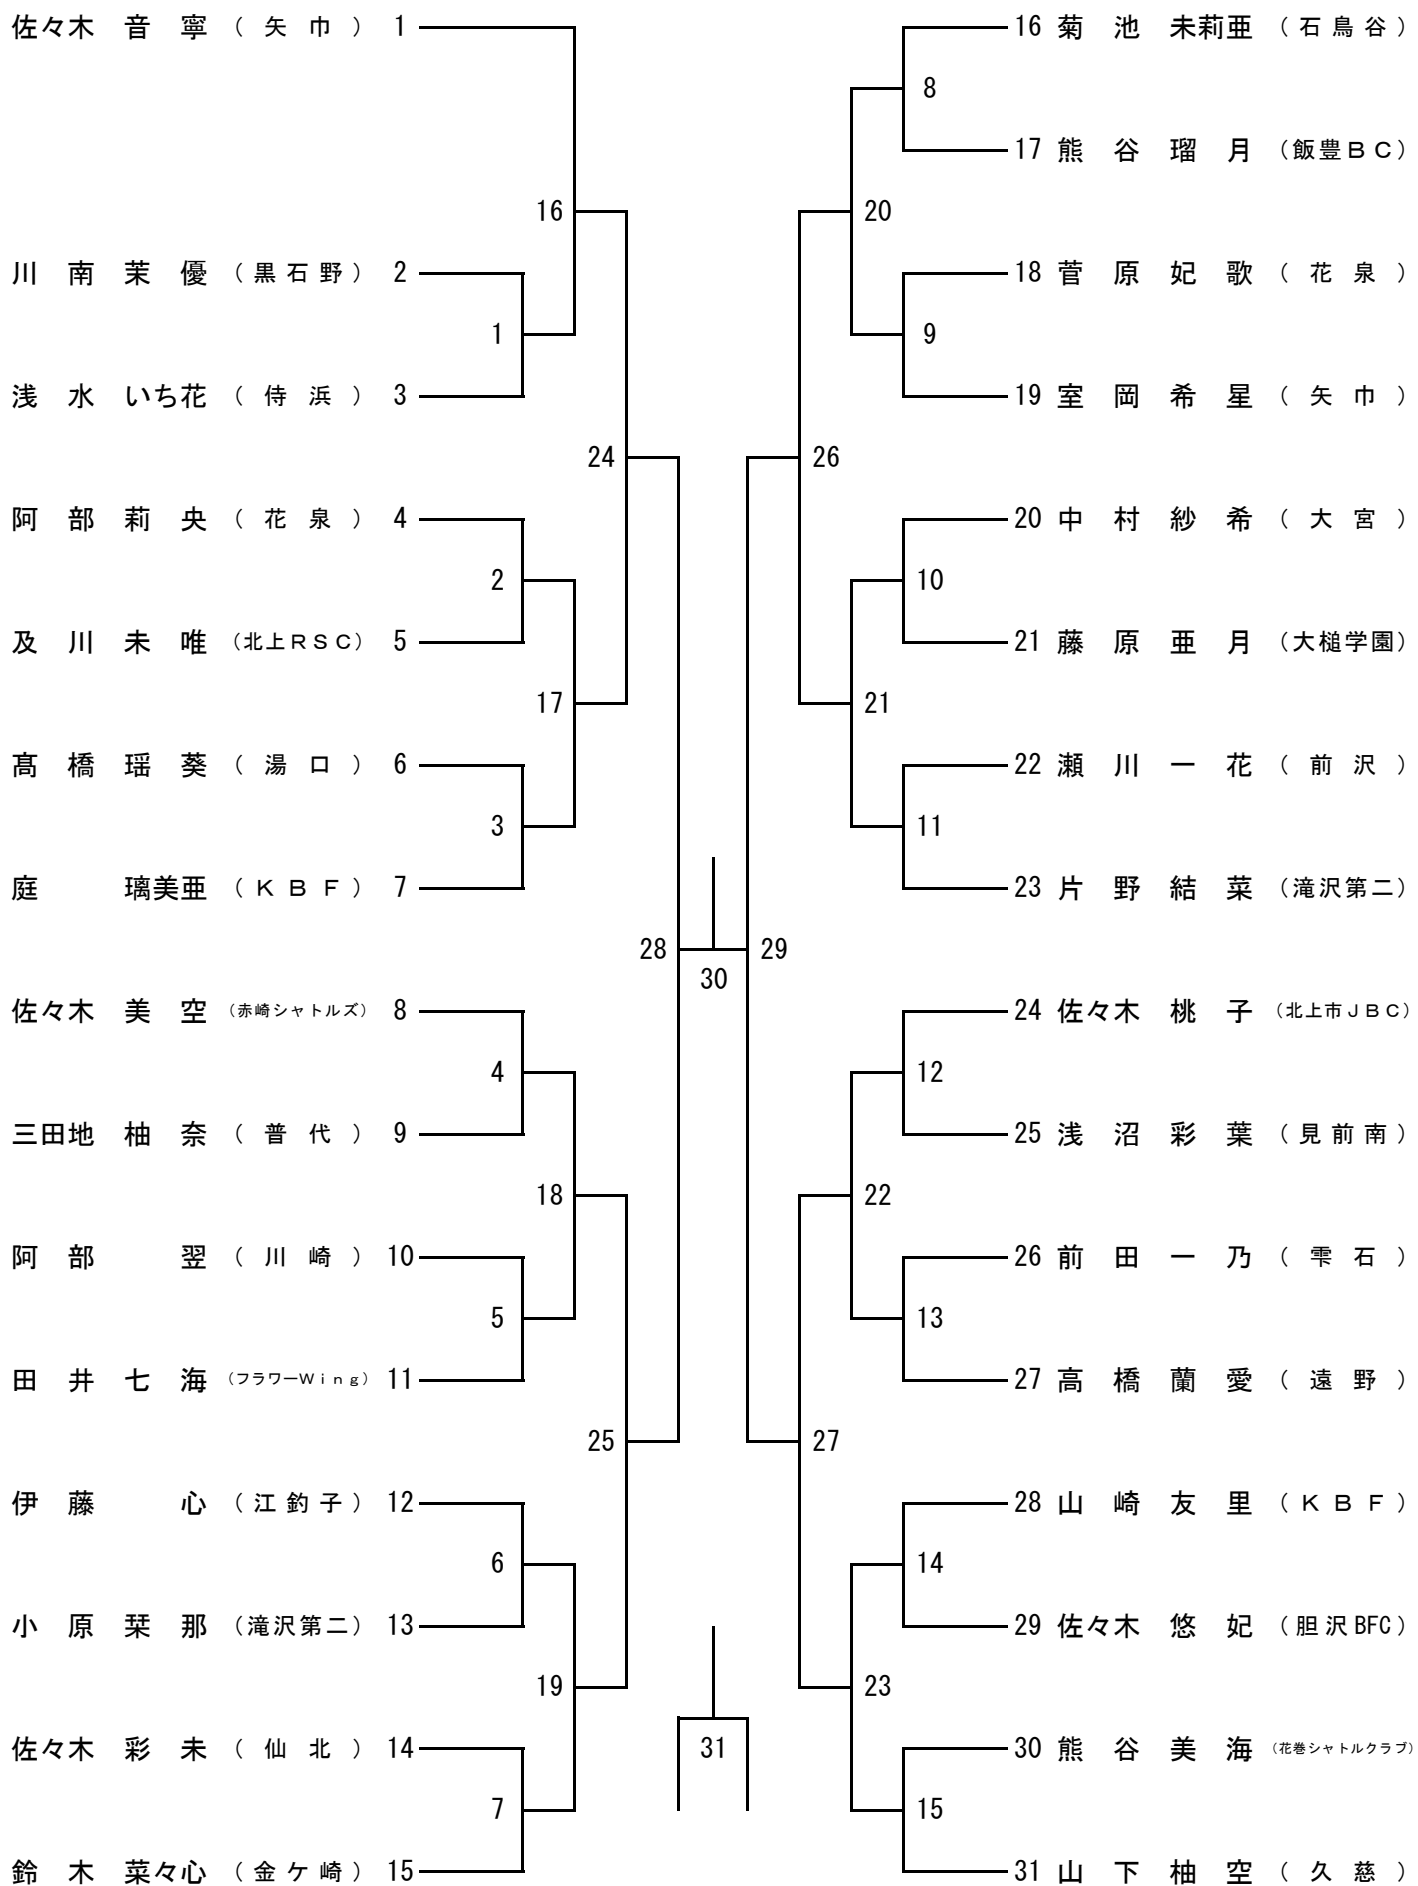 佐々木 音 寧 （ 矢 巾 ） 1
川 南 茉 優 （ 黒 石 野 ） 2
浅 水 いち花 （ 侍 浜 ） 3
阿 部 莉 央 （ 花 泉 ） 4
及 川 未 唯 （北上ＲＳＣ） 5
髙 橋 瑶 葵 （ 湯 口 ） 6
庭 璃美亜 （ Ｋ Ｂ Ｆ ） 7
佐々木 美 空 （赤崎シャトルズ） 8
三田地 柚 奈 （ 普 代 ） 9
阿 部 翌 （ 川 崎 ） 10
田 井 七 海 （フラワーＷｉｎｇ） 11
伊 藤 心 （ 江 釣 子 ） 12
小 原 栞 那 （滝沢第二） 13
佐々木 彩 未 （ 仙 北 ） 14
鈴 木 菜々心 （ 金 ケ 崎 ） 15
1
2
3
4
5
6
7
16
17
18
19
24
25
28
30
31
29
26
27
20
21
22
23
8
9
10
11
12
13
14
15
16 菊 池 未莉亜 （ 石 鳥 谷 ）
17 熊 谷 瑠 月 （飯豊ＢＣ）
18 菅 原 妃 歌 （ 花 泉 ）
19 室 岡 希 星 （ 矢 巾 ）
20 中 村 紗 希 （ 大 宮 ）
21 藤 原 亜 月 （大槌学園）
22 瀬 川 一 花 （ 前 沢 ）
23 片 野 結 菜 （滝沢第二）
24 佐々木 桃 子 （北上市ＪＢＣ）
25 浅 沼 彩 葉 （ 見 前 南 ）
26 前 田 一 乃 （ 雫 石 ）
27 高 橋 蘭 愛 （ 遠 野 ）
28 山 崎 友 里 （ Ｋ Ｂ Ｆ ）
29 佐々木 悠 妃 （ 胆 沢 BFC ）
30 熊 谷 美 海 （花巻シャトルクラブ）
31 山 下 柚 空 （ 久 慈 ）